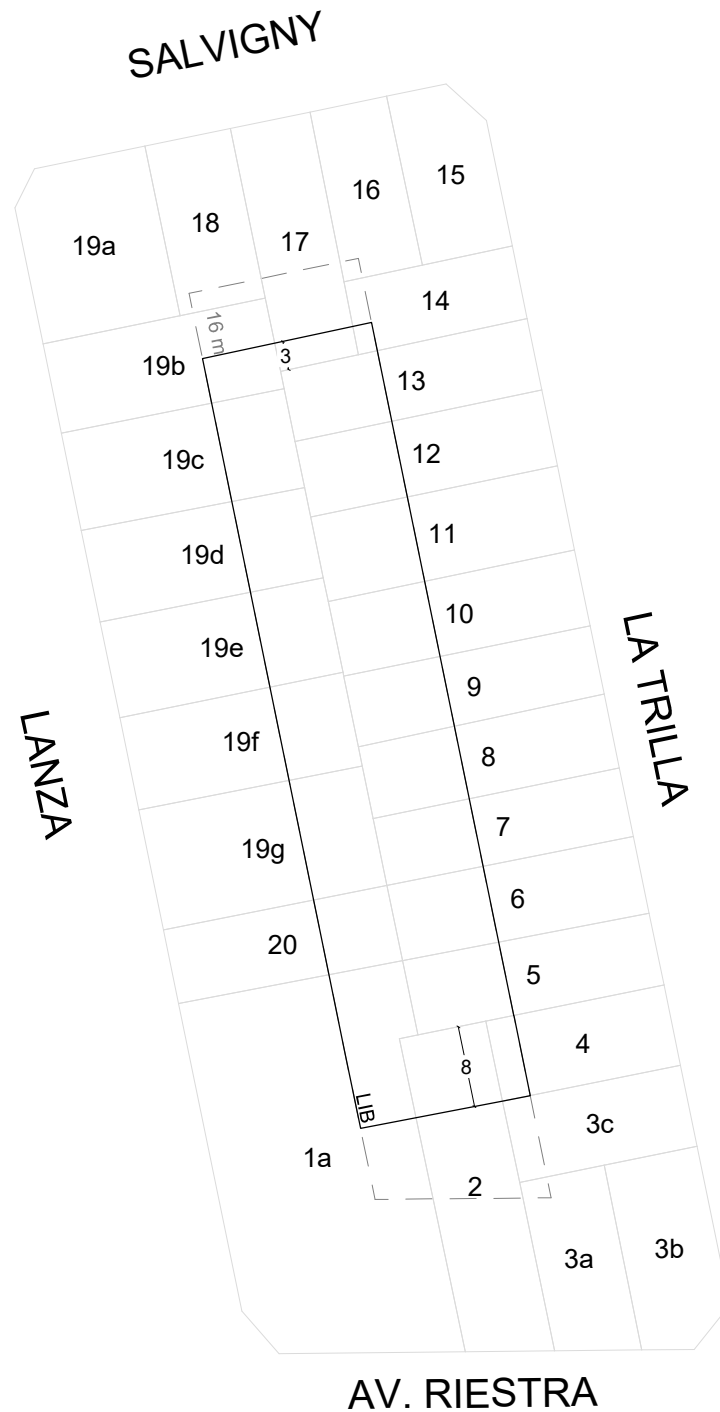 SALVIGNY
15
16
18
17
19a
14
16 m
3
19b
13
12
19c
11
19d
10
19e
LA TRILLA
9
19f
8
LANZA
7
19g
6
20
5
4
8
LIB
3c
1a
2
3b
3a
AV. RIESTRA